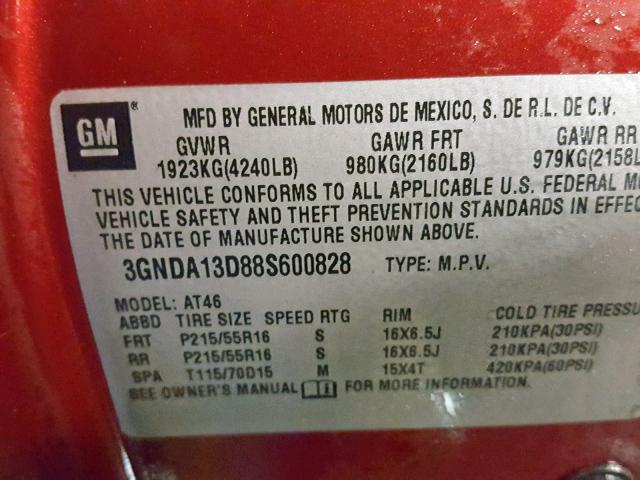 GM®
MFD BY GENERAL MOTORS DE MEXICO, S. DE R.L. DE C.V.
GVWR GAWR FRT GAWR RR
1923KG(4240LB) 980KG(2160LB) 979KG(2158L
THIS VEHICLE CONFORMS TO ALL APPLICABLE U.S. FEDERAL M
VEHICLE SAFETY AND THEFT PREVENTION STANDARDS IN EFFEC
THE DATE OF MANUFACTURE SHOWN ABOVE.
3GNDA13D88S600828 TYPE: M.P.V.
MODEL: AT46
ABBD TIRE SIZE SPEED RTG RIM COLD TIRE PRESSU
FRT P215/55R16 S 16X6.5J 210KPA(30PSI)
RR P215/55R16 S 16X6.5J 210KPA(30PSI)
SPA T115/70D15 M 15X4T 420KPA(60PSI)
SEE OWNER'S MANUAL FOR MORE INFORMATION.